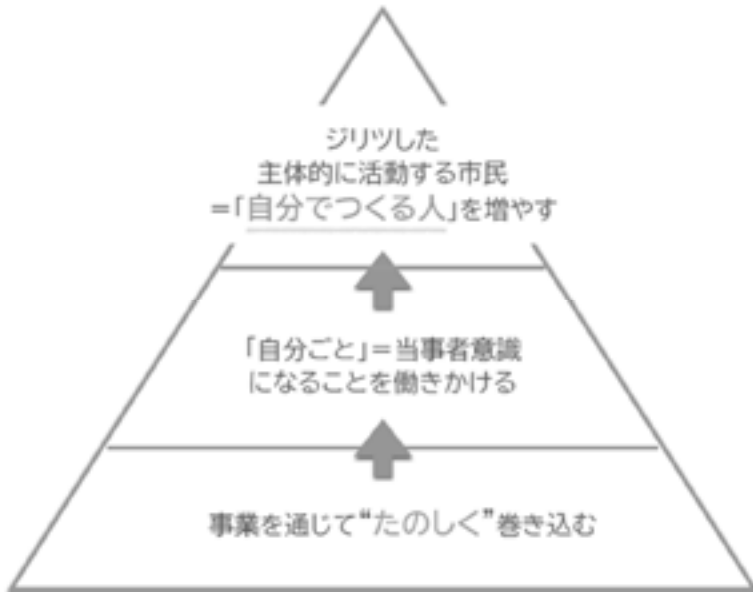 ジリツした
主体的に活動する市民
＝「自分でつくる人」を増やす
「自分ごと」＝当事者意識
になることを働きかける
事業を通じて“たのしく”巻き込む